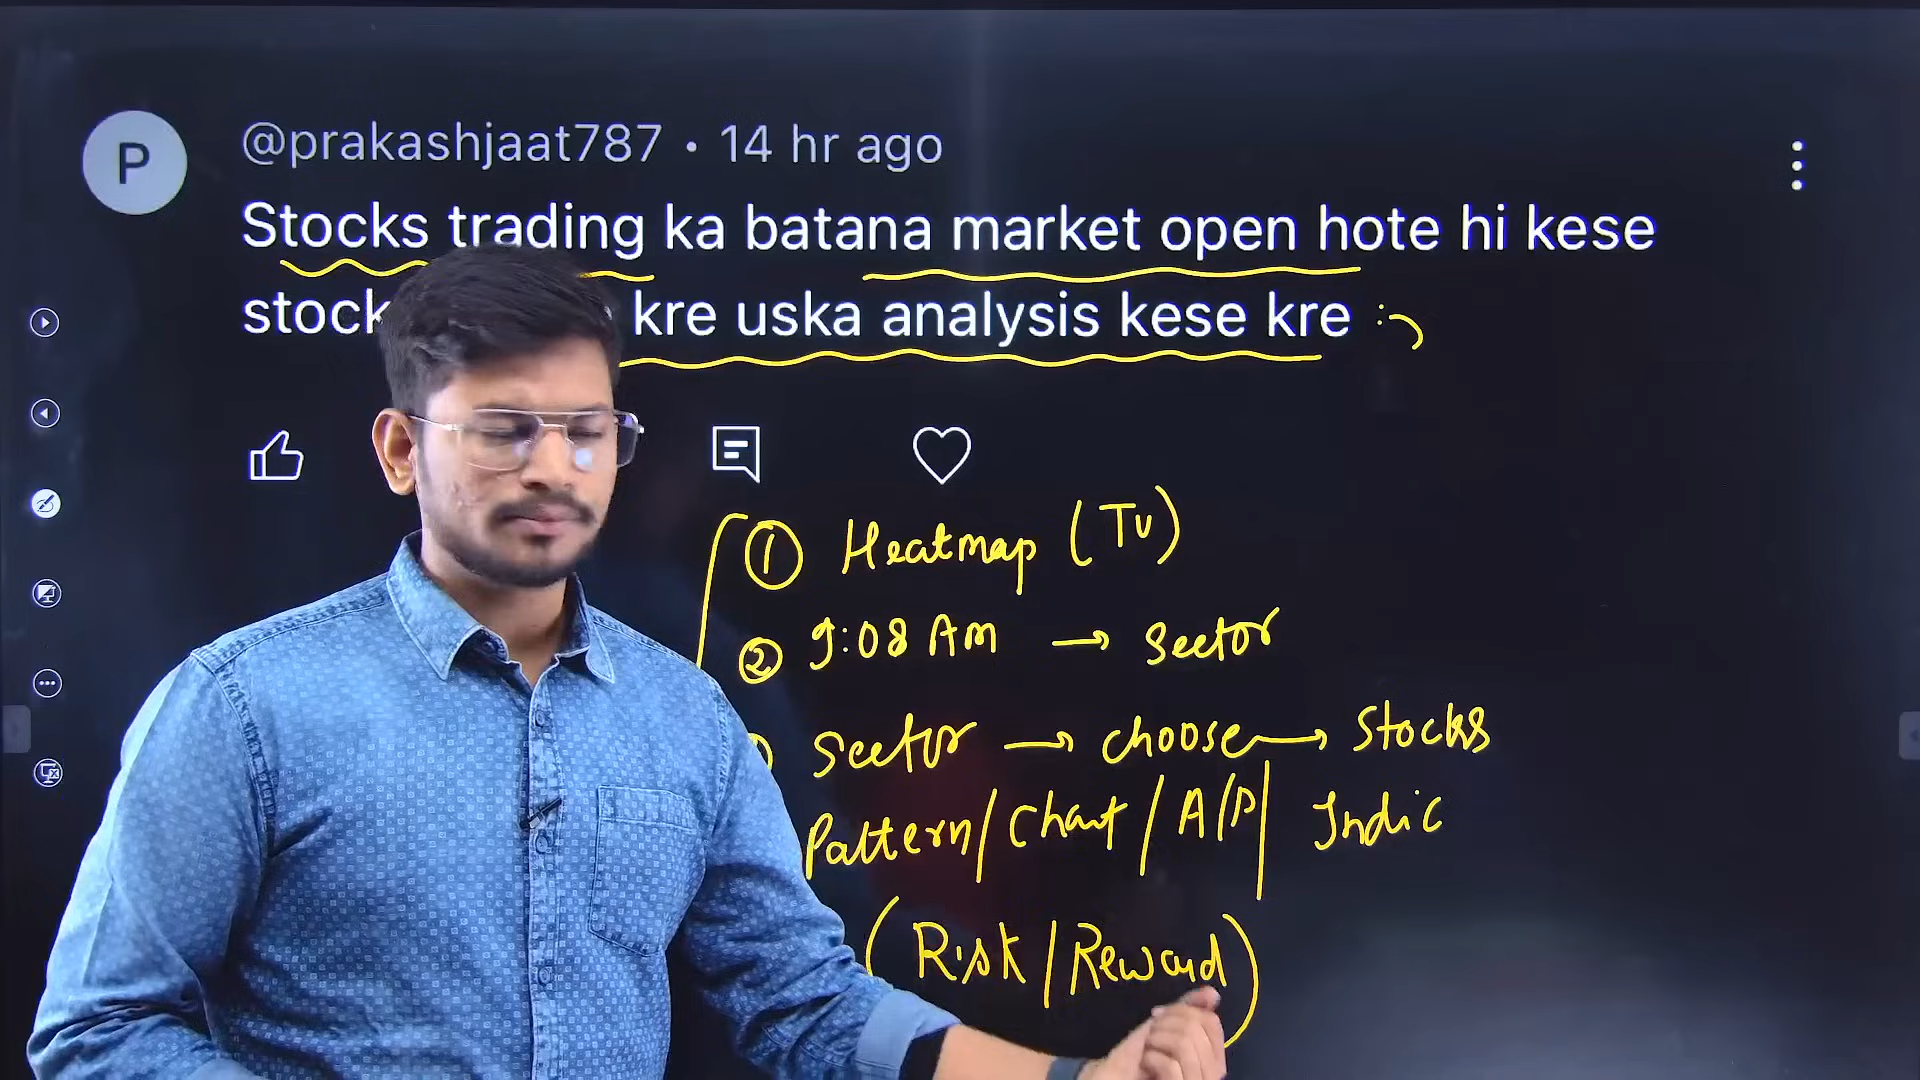 P
@prakashjaat787 • 14 hr ago
Stocks trading ka batana market open hote hi kese
kre uska analysis kese kre
① Heatmap (TV)
② 9:08 AM → Sector
Sector → choose → Stocks
Pattern/Chart/A/P/ Indic
(Risk/Reward)